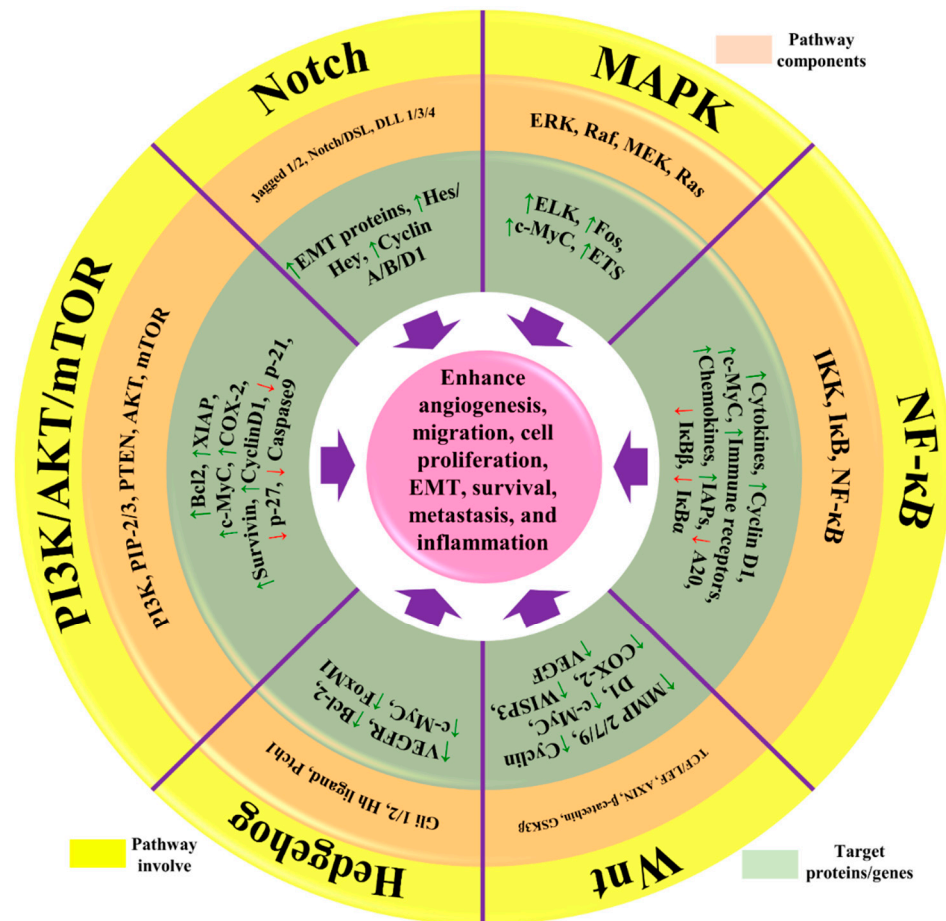 Pathway
components
Notch
Jagged 1/2, Notch/DSL, DLL 1/3/4
↑EMT proteins, ↑Hes/
Hey, ↑Cyclin
A/B/D1
MAPK
ERK, Raf, MEK, Ras
↑ELK, ↑Fos,
↑c-MyC, ↑ETS
NF-κB
IKK, IκB, NF-κB
↑Cytokines, ↑Cyclin D1,
↑c-MyC, ↑Immune receptors,
↑Chemokines, ↑IAPs, ↓ A20,
↓ IκBβ, ↓ IκBα
Wnt
TCF/LEF, AXIN, β-catechin, GSK3β
↑MMP 2/7/9, ↑Cyclin
D1, ↑c-MyC,
↑WISP3,
↑COX-2,
↑VEGF
Hedgehog
Gli 1/2, Hh ligand, Ptch1
↑VEGFR, ↑Bcl-2,
↑c-MyC, ↑FoxM1
PI3K/AKT/mTOR
PI3K, PIP-2/3, PTEN, AKT, mTOR
↑Bcl2, ↑XIAP,
↑c-MyC, ↑COX-2,
↑Survivin, ↑CyclinD1, ↓ p-21,
↓ p-27, ↓ Caspase9
Enhance
angiogenesis,
migration, cell
proliferation,
EMT, survival,
metastasis, and
inflammation
Pathway
involve
Target
proteins/genes